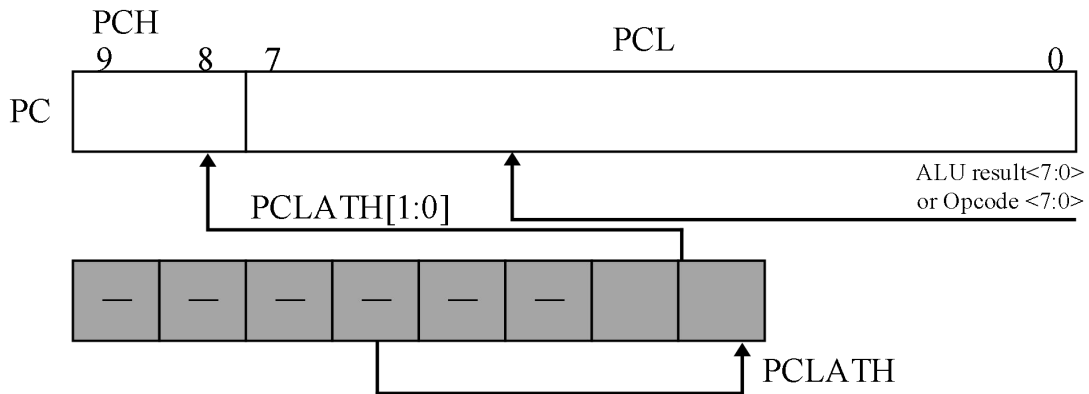 PCH
PCL
9 8 7 0
PC
ALU result<7:0>
or Opcode <7:0>
PCLATH[1:0]
— — — — — —
PCLATH